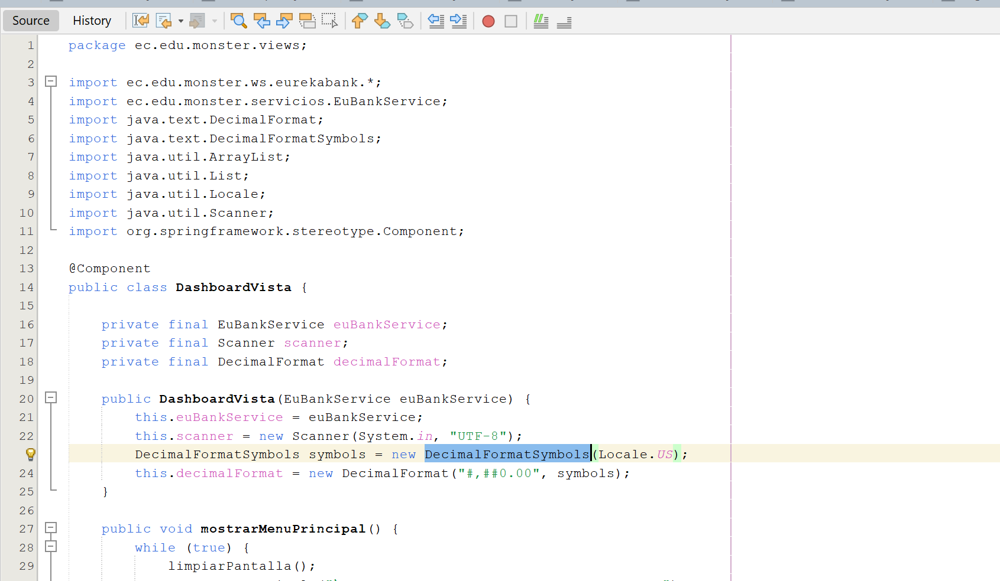 Source History
1 package ec.edu.monster.views;
2
3 import ec.edu.monster.ws.eurekabank.*;
4 import ec.edu.monster.servicios.EuBankService;
5 import java.text.DecimalFormat;
6 import java.text.DecimalFormatSymbols;
7 import java.util.ArrayList;
8 import java.util.List;
9 import java.util.Locale;
10 import java.util.Scanner;
11 import org.springframework.stereotype.Component;
12
13 @Component
14 public class DashboardVista {
15
16 private final EuBankService euBankService;
17 private final Scanner scanner;
18 private final DecimalFormat decimalFormat;
19
20 public DashboardVista(EuBankService euBankService) {
21 this.euBankService = euBankService;
22 this.scanner = new Scanner(System.in, "UTF-8");
DecimalFormatSymbols symbols = new DecimalFormatSymbols(Locale.US);
24 this.decimalFormat = new DecimalFormat("#,##0.00", symbols);
25 }
26
27 public void mostrarMenuPrincipal() {
28 while (true) {
29 limpiarPantalla();